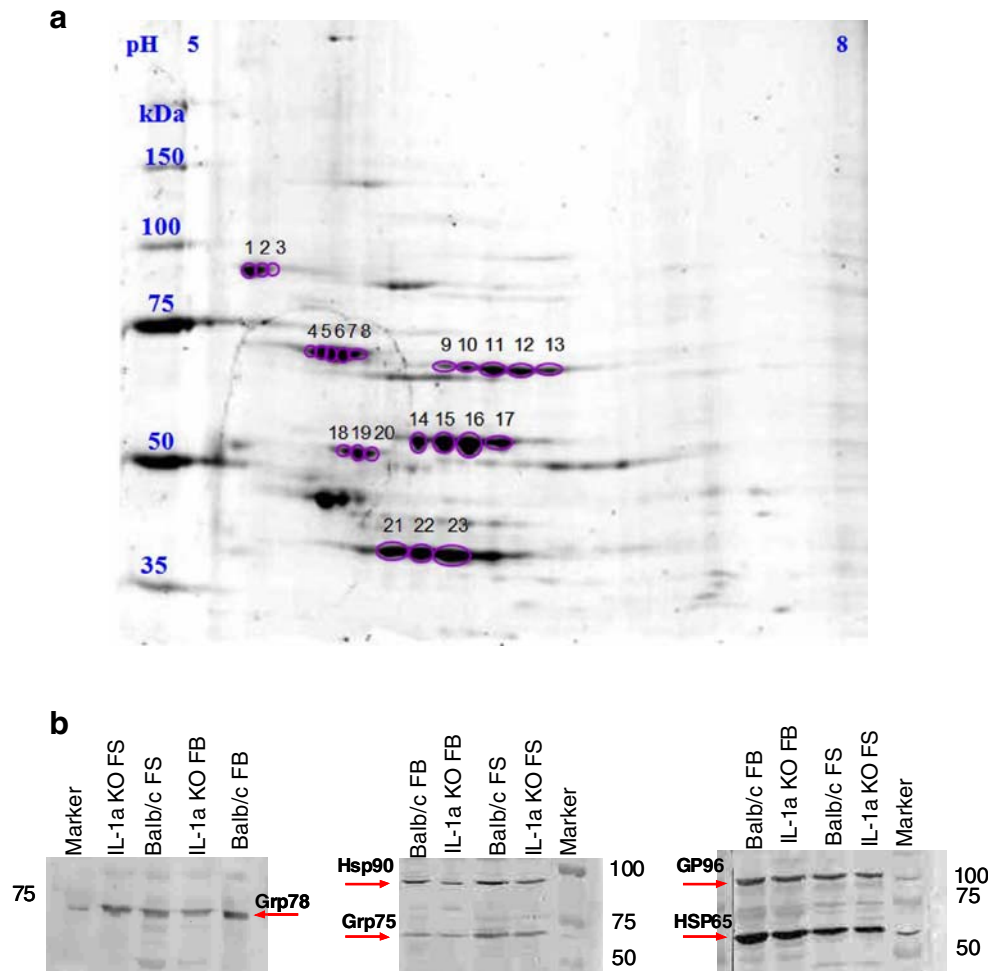 a
pH 5 8
kDa
150
100
1 2 3
75
4 5 6 7 8
9 10 11 12 13
14 15 16 17
18 19 20
50
21 22 23
35
b
Marker
IL-1a KO FS
Balb/c FS
IL-1a KO FB
Balb/c FB
75
Grp78
Balb/c FB
IL-1a KO FB
Balb/c FS
IL-1a KO FS
Marker
Hsp90
Grp75
100
75
50
Balb/c FB
IL-1a KO FB
Balb/c FS
IL-1a KO FS
Marker
GP96
HSP65
100
75
50